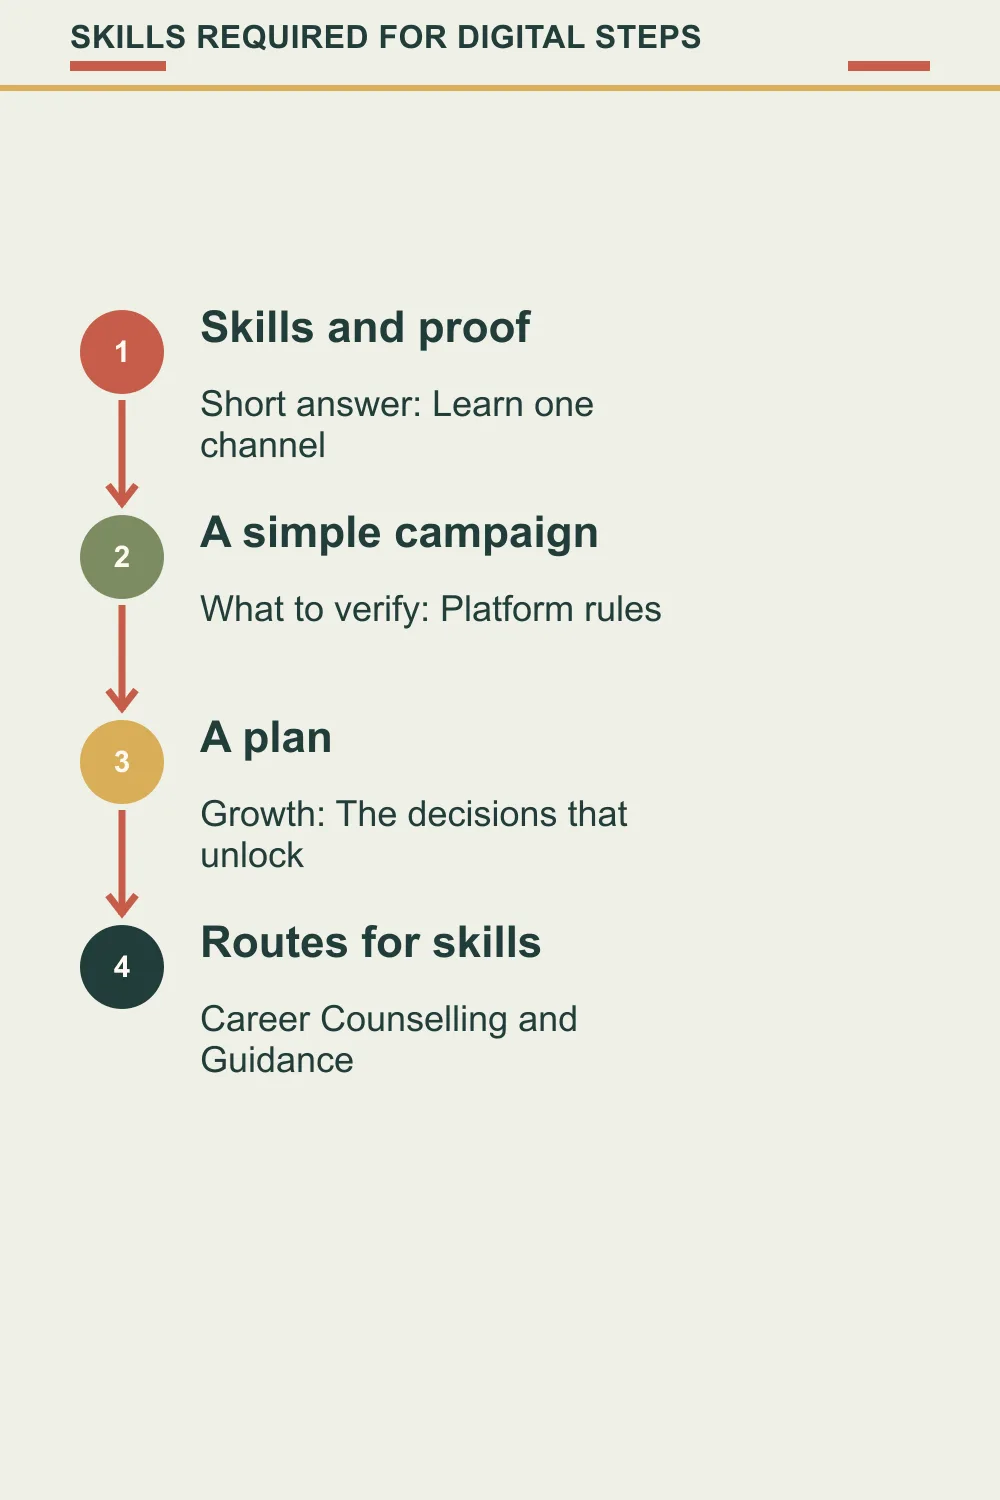 SKILLS REQUIRED FOR DIGITAL STEPS
1
Skills and proof
Short answer: Learn one
channel
2
A simple campaign
What to verify: Platform rules
3
A plan
Growth: The decisions that
unlock
4
Routes for skills
Career Counselling and
Guidance